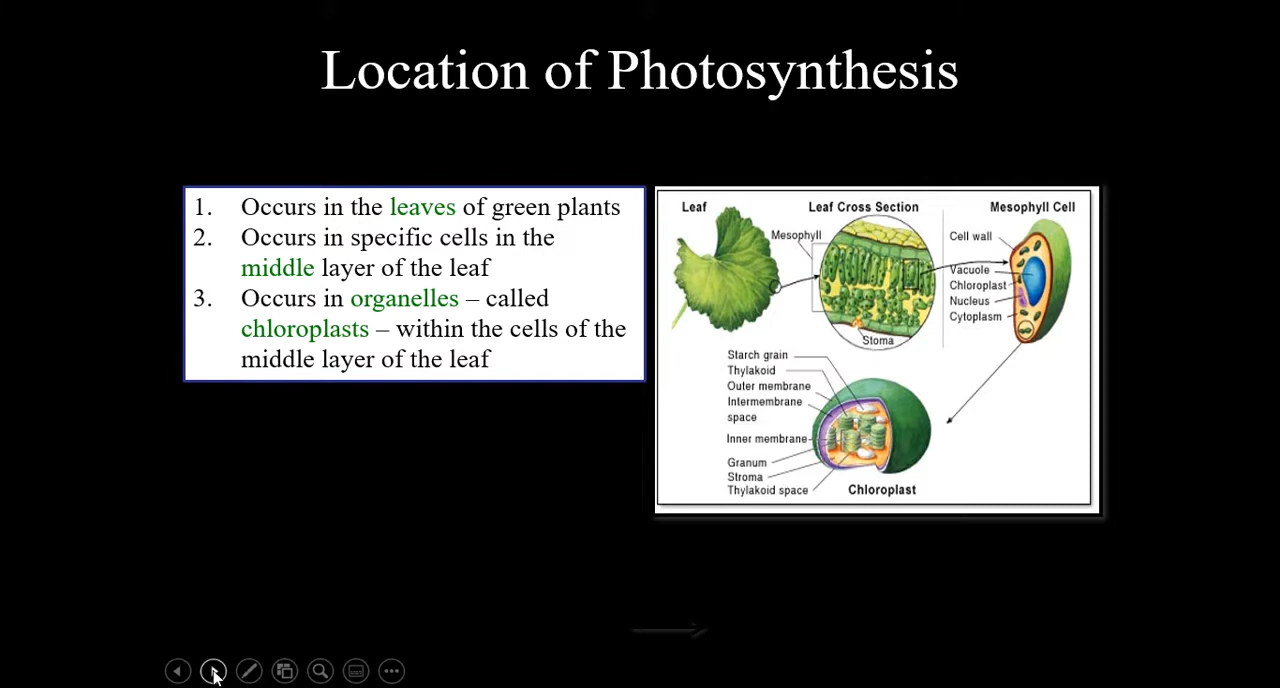 Location of Photosynthesis
1. Occurs in the leaves of green plants
2. Occurs in specific cells in the
middle layer of the leaf
3. Occurs in organelles – called
chloroplasts – within the cells of the
middle layer of the leaf
Leaf
Leaf Cross Section
Mesophyll Cell
Mesophyll
Stoma
Cell wall
Vacuole
Chloroplast
Nucleus
Cytoplasm
Starch grain
Thylakoid
Outer membrane
Intermembrane
space
Inner membrane
Granum
Stroma
Thylakoid space
Chloroplast